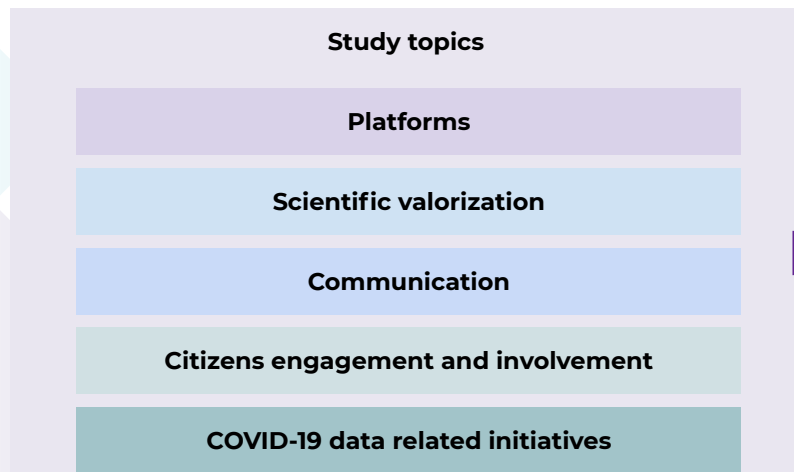 Study topics
Platforms
Scientific valorization
Communication
Citizens engagement and involvement
COVID-19 data related initiatives